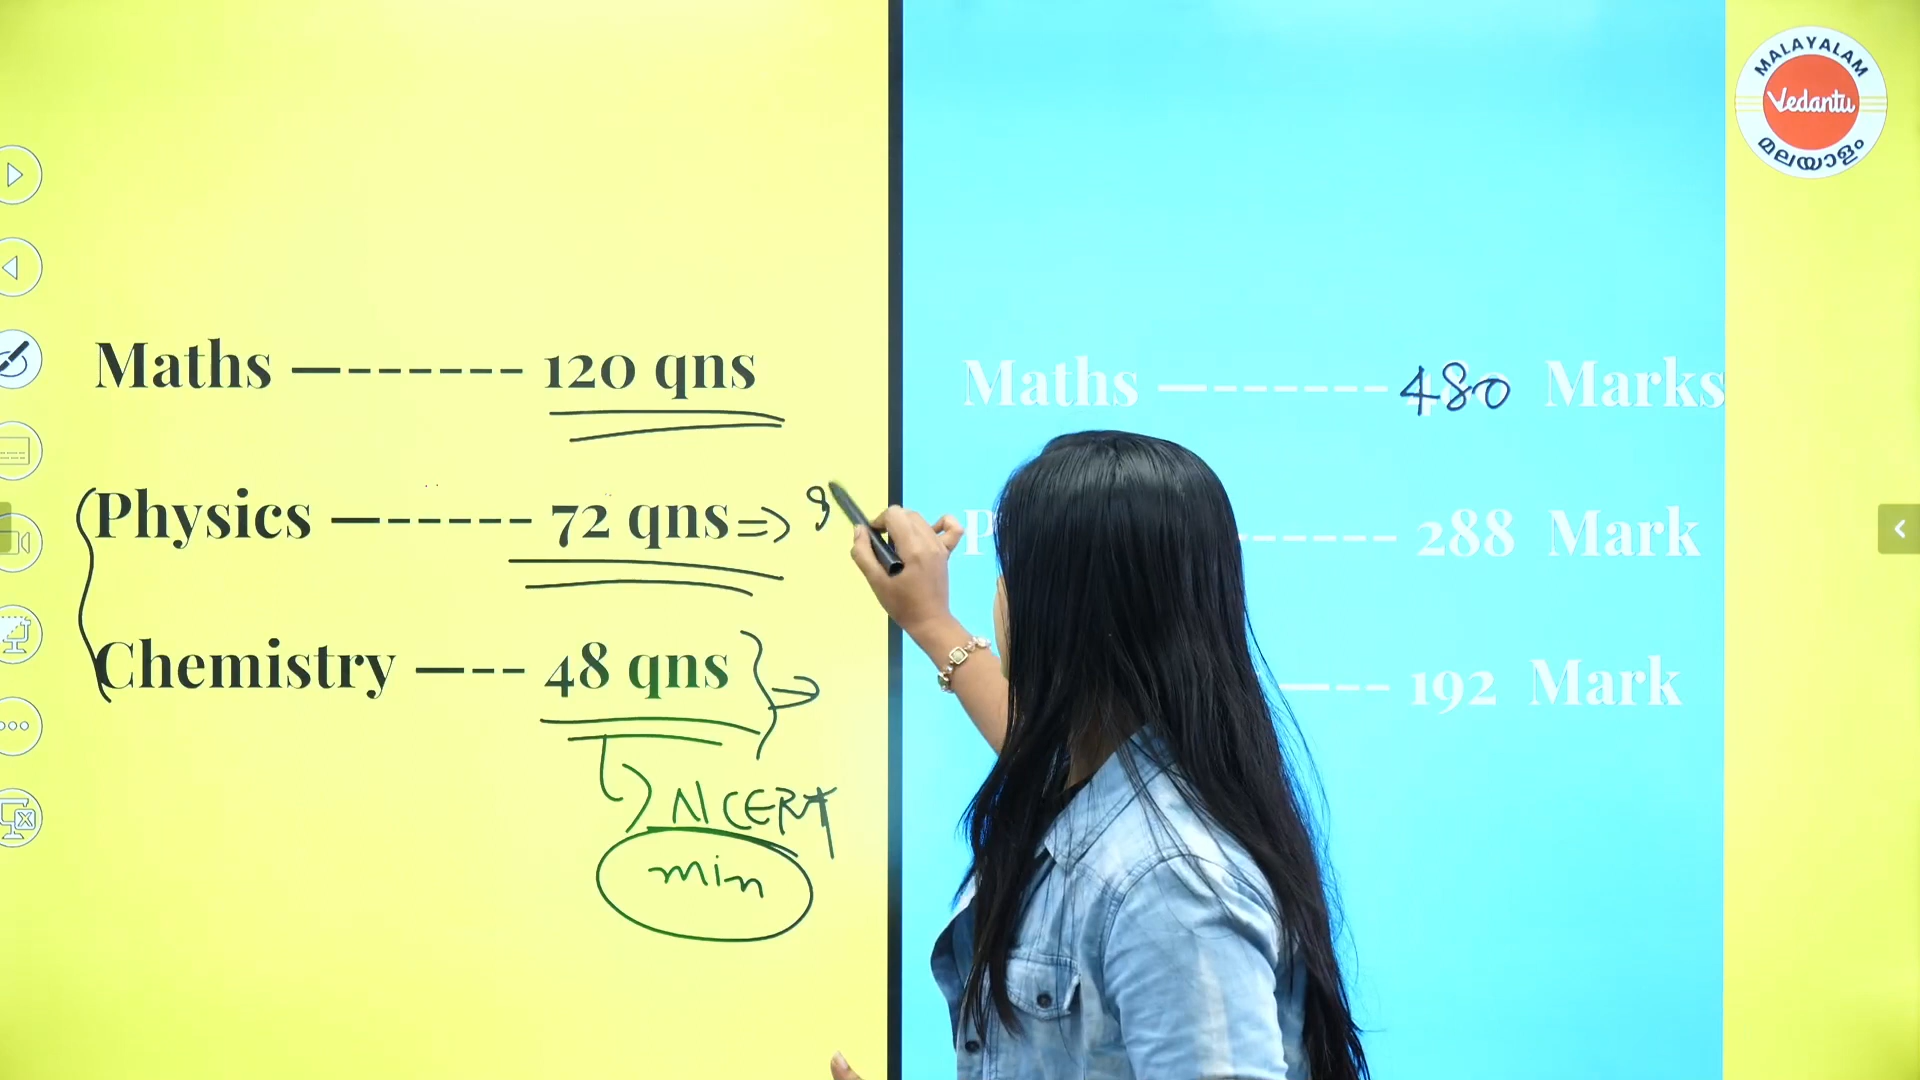 MALAYALAM
Vedantu
മലയാളം
Maths —------- 120 qns
Physics —------ 72 qns =>
Chemistry —-- 48 qns
NCERT
min
Maths —------- 480 Marks
------ 288 Mark
—-- 192 Mark